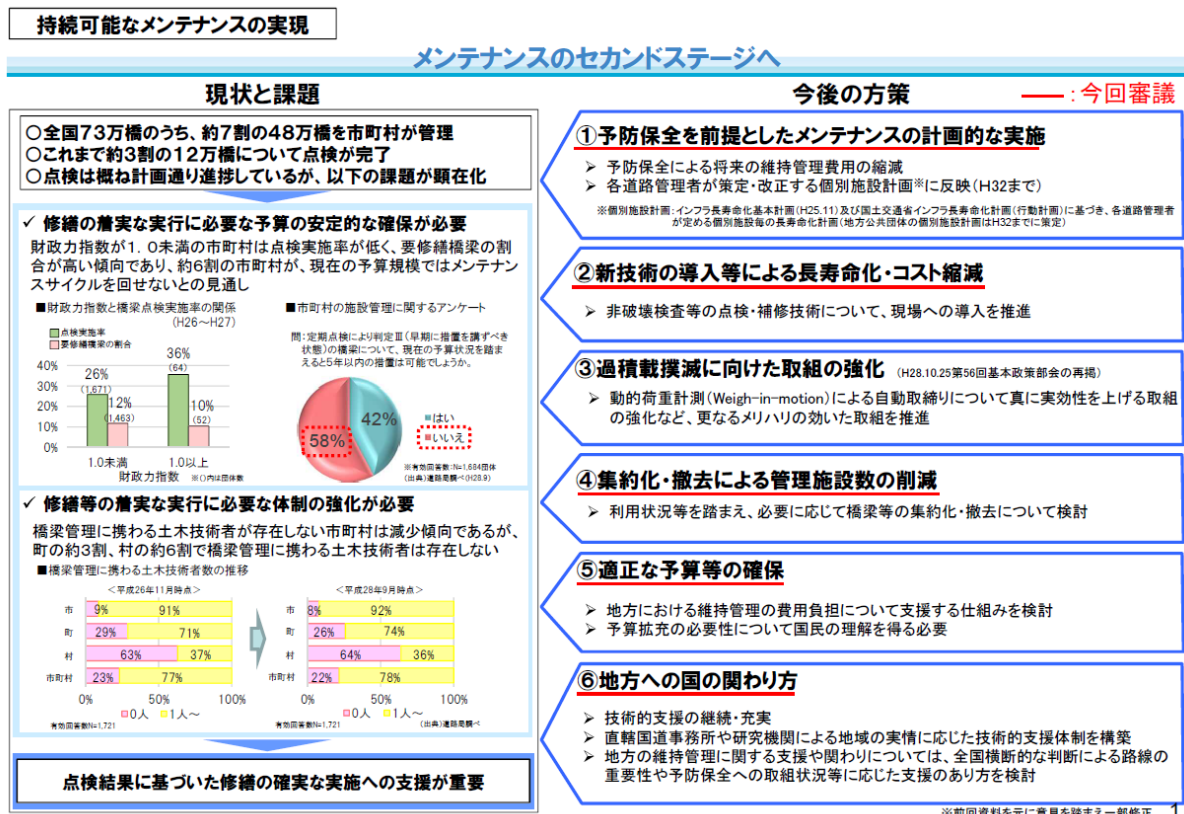 持続可能なメンテナンスの実現
メンテナンスのセカンドステージへ
現状と課題
○全国73万橋のうち、約7割の48万橋を市町村が管理
○これまで約3割の12万橋について点検が完了
○点検は概ね計画通り進捗しているが、以下の課題が顕在化
✓ 修繕の着実な実行に必要な予算の安定的な確保が必要
財政力指数が1.0未満の市町村は点検実施率が低く、要修繕橋梁の割
合が高い傾向であり、約6割の市町村が、現在の予算規模ではメンテナン
スサイクルを回せないとの見通し
■財政力指数と橋梁点検実施率の関係
(H26～H27)
点検実施率
要修繕橋梁の割合
40%
30%
20%
10%
0%
26%
(1,671)
12%
(1,463)
36%
(64)
10%
(52)
1.0未満
1.0以上
財政力指数 ※()内は団体数
■市町村の施設管理に関するアンケート
問:定期点検により判定Ⅲ(早期に措置を講ずべき
状態)の橋梁について、現在の予算状況を踏ま
えると5年以内の措置は可能でしょうか。
42%
58%
はい
いいえ
※有効回答数:N=1,684団体
(出典)道路局調べ(H28.9)
✓ 修繕等の着実な実行に必要な体制の強化が必要
橋梁管理に携わる土木技術者が存在しない市町村は減少傾向であるが、
町の約3割、村の約6割で橋梁管理に携わる土木技術者は存在しない
■橋梁管理に携わる土木技術者数の推移
<平成26年11月時点>
市 9% 91%
町 29% 71%
村 63% 37%
市町村 23% 77%
0% 50% 100%
0人 1人～
有効回答数N=1,721
<平成28年9月時点>
市 8% 92%
町 26% 74%
村 64% 36%
市町村 22% 78%
0% 50% 100%
0人 1人～
有効回答数N=1,721
(出典)道路局調べ
点検結果に基づいた修繕の確実な実施への支援が重要
今後の方策
:今回審議
①予防保全を前提としたメンテナンスの計画的な実施
➢ 予防保全による将来の維持管理費用の縮減
➢ 各道路管理者が策定・改正する個別施設計画※に反映(H32まで)
※個別施設計画:インフラ長寿命化基本計画(H25.11)及び国土交通省インフラ長寿命化計画(行動計画)に基づき、各道路管理者
が定める個別施設毎の長寿命化計画(地方公共団体の個別施設計画はH32までに策定)
②新技術の導入等による長寿命化・コスト縮減
➢ 非破壊検査等の点検・補修技術について、現場への導入を推進
③過積載撲滅に向けた取組の強化 (H28.10.25第56回基本政策部会の再掲)
➢ 動的荷重計測(Weigh-in-motion)による自動取締りについて真に実効性を上げる取組
の強化など、更なるメリハリの効いた取組を推進
④集約化・撤去による管理施設数の削減
➢ 利用状況等を踏まえ、必要に応じて橋梁等の集約化・撤去について検討
⑤適正な予算等の確保
➢ 地方における維持管理の費用負担について支援する仕組みを検討
➢ 予算拡充の必要性について国民の理解を得る必要
⑥地方への国の関わり方
➢ 技術的支援の継続・充実
➢ 直轄国道事務所や研究機関による地域の実情に応じた技術的支援体制を構築
➢ 地方の維持管理に関する支援や関わりについては、全国横断的な判断による路線の
重要性や予防保全への取組状況等に応じた支援のあり方を検討
※前回資料を元に意見を踏まえ一部修正 1